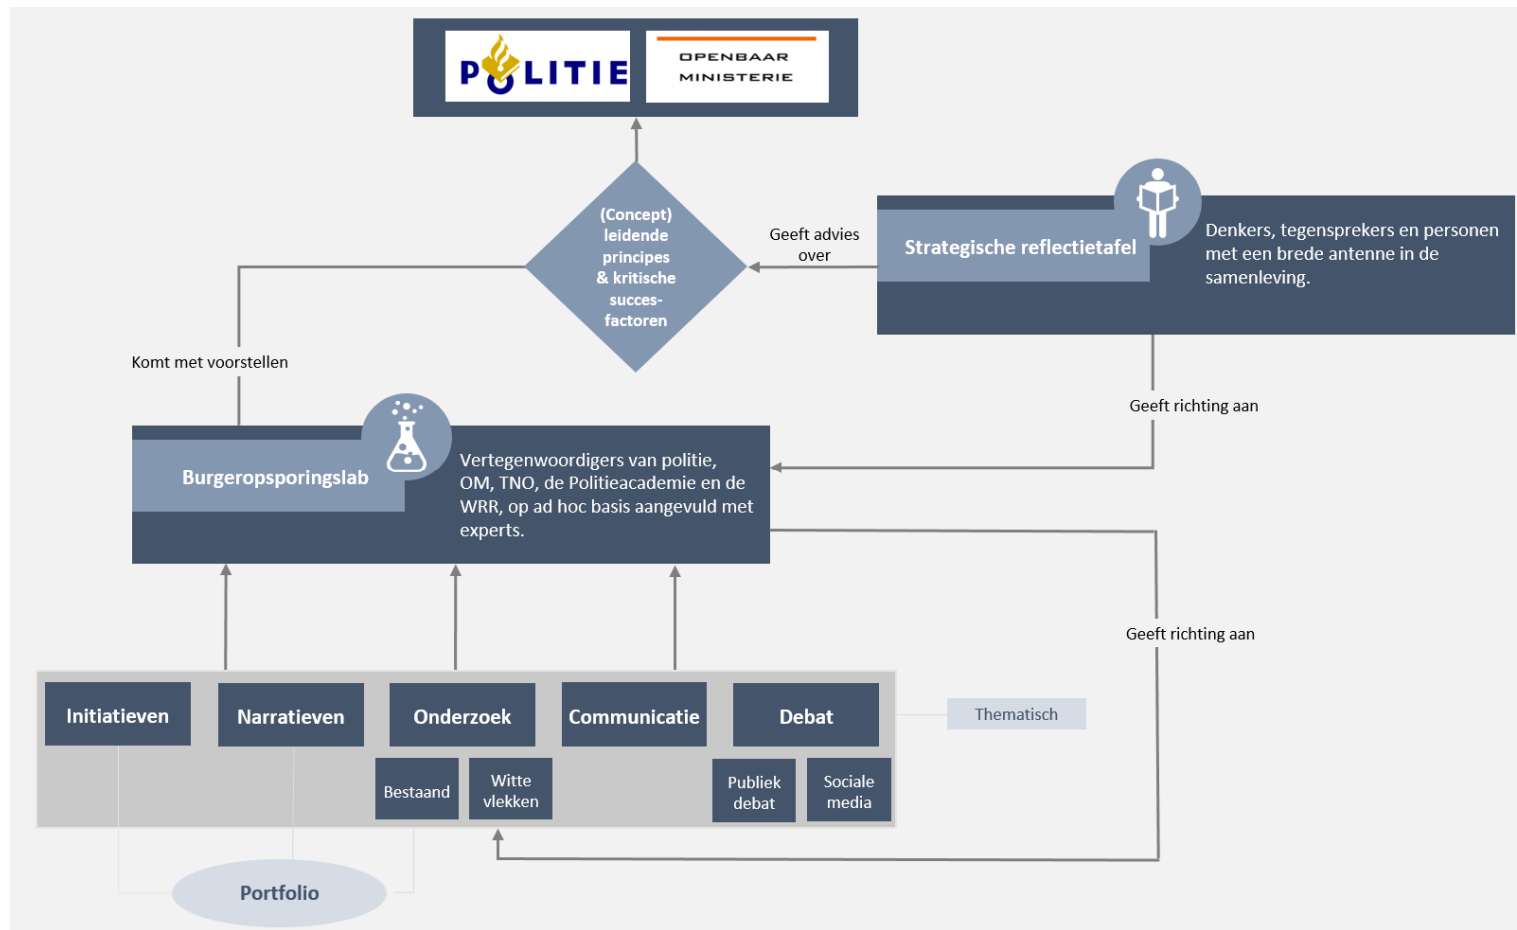 POLITIE
OPENBAAR
MINISTERIE
(Concept)
leidende
principes
& kritische
succes-
factoren
Geeft advies
over
Strategische reflectietafel
Denkers, tegensprekers en personen
met een brede antenne in de
samenleving.
Komt met voorstellen
Geeft richting aan
Burgeropsporingslab
Vertegenwoordigers van politie,
OM, TNO, de Politieacademie en de
WRR, op ad hoc basis aangevuld met
experts.
Geeft richting aan
Initiatieven
Narratieven
Onderzoek
Communicatie
Debat
Thematisch
Bestaand
Witte
vlekken
Publiek
debat
Sociale
media
Portfolio